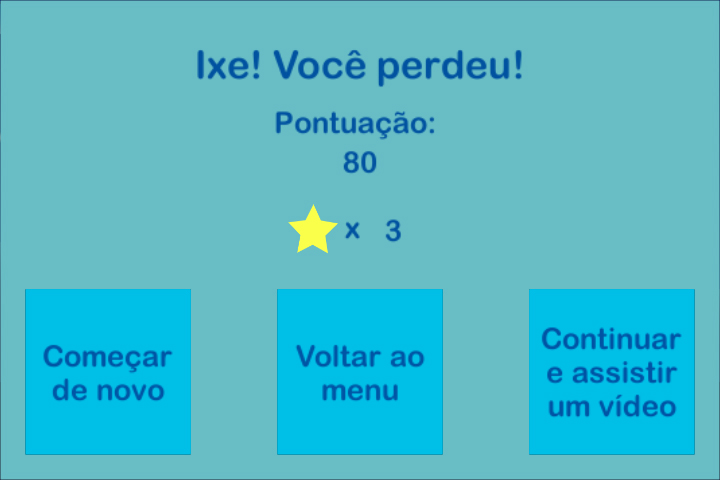 Ixe! Você perdeu!
Pontuação:
80
x 3
Começar
de novo
Voltar ao
menu
Continuar
e assistir
um vídeo